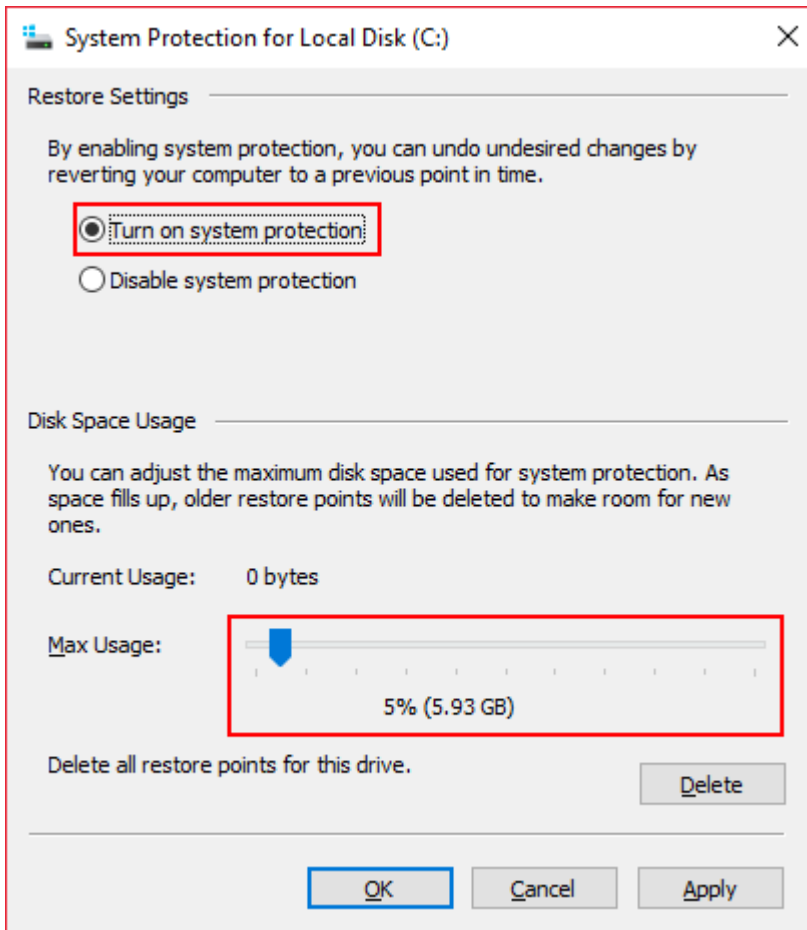 System Protection for Local Disk (C:)
Restore Settings
By enabling system protection, you can undo undesired changes by
reverting your computer to a previous point in time.
Turn on system protection
Disable system protection
Disk Space Usage
You can adjust the maximum disk space used for system protection. As
space fills up, older restore points will be deleted to make room for new
ones.
Current Usage: 0 bytes
Max Usage:
5% (5.93 GB)
Delete all restore points for this drive.
Delete
OK Cancel Apply